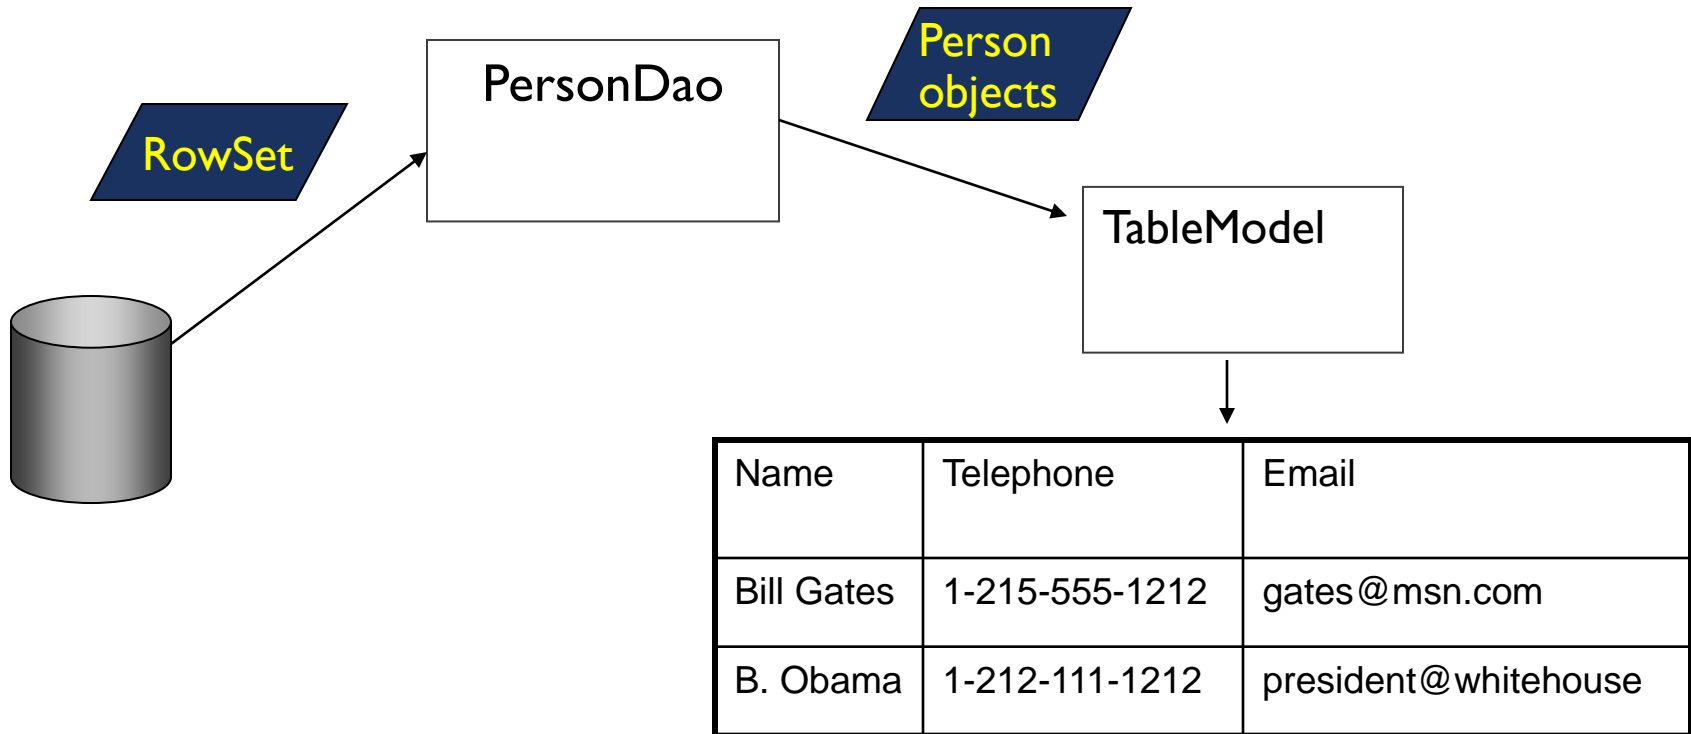 Person
objects
PersonDao
RowSet
TableModel
Name Telephone Email
Bill Gates 1-215-555-1212 gates@msn.com
B. Obama 1-212-111-1212 president@whitehouse